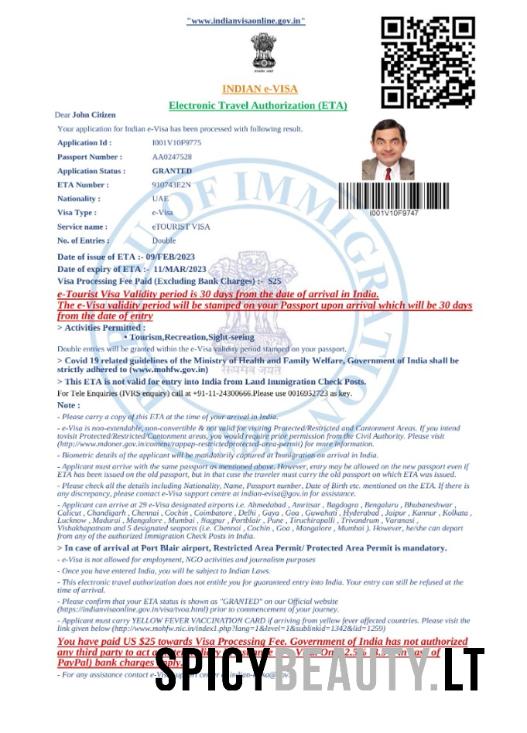 "www.indianvisaonline.gov.in"
INDIAN e-VISA
Electronic Travel Authorization (ETA)
Dear John Citizen
Your application for Indian e-Visa has been processed with following result.
Application Id : I001V10F9775
Passport Number : AA0247528
Application Status : GRANTED
ETA Number : 910743E2N
Nationality : UAE
Visa Type : e-Visa
Service name : eTOURIST VISA
No. of Entries : Double
I001V10F9747
Date of issue of ETA :- 09/FEB/2023
Date of expiry of ETA :- 11/MAR/2023
Visa Processing Fee Paid (Excluding Bank Charges) :- $25
e-Tourist Visa Validity period is 30 days from the date of arrival in India.
The e-Visa validity period will be stamped on your Passport upon arrival which will be 30 days
from the date of entry
> Activities Permitted :
• Tourism,Recreation,Sight-seeing
Double entries will be granted within the e-Visa validity period stamped on your passport.
> Covid 19 related guidelines of the Ministry of Health and Family Welfare, Government of India shall be
strictly adhered to (www.mohfw.gov.in)
> This ETA is not valid for entry into India from Land Immigration Check Posts.
For Tele Enquiries (IVRS enquiry) call at +91-11-24300666.Please use 0016952723 as key.
Note :
- Please carry a copy of this ETA at the time of your arrival in India.
- e-Visa is non-extendable, non-convertible & not valid for visiting Protected/Restricted and Cantonment Areas. If you intend
tovisit Protected/Restricted/Cantonment areas, you would require prior permission from the Civil Authority. Please visit
- Biometric details of the applicant will be mandatorily captured at Immigration on arrival in India.
- Applicant must arrive with the same passport as mentioned above. However, entry may be allowed on the new passport even if
ETA has been issued on the old passport, but in that case the traveler must carry the old passport on which ETA was issued.
- Please check all the details including Nationality, Name, Passport number, Date of Birth etc. mentioned on the ETA. If there is
any discrepancy, please contact e-Visa support centre at indian-evisa@gov.in for assistance.
- Applicant can arrive at 29 e-Visa designated airports i.e. Ahmedabad , Amritsar , Bagdogra , Bengaluru , Bhubaneshwar ,
Calicut , Chandigarh , Chennai , Cochin , Coimbatore , Delhi , Gaya , Goa , Guwahati , Hyderabad , Jaipur , Kannur , Kolkata ,
Lucknow , Madurai , Mangalore , Mumbai , Nagpur , Portblair , Pune , Tiruchirapalli , Trivandrum , Varanasi ,
Vishakhapatnam and 5 designated seaports (i.e. Chennai , Cochin , Goa , Mangalore , Mumbai ). However, he/she can depart
from any of the authorized Immigration Check Posts in India.
> In case of arrival at Port Blair airport, Restricted Area Permit/ Protected Area Permit is mandatory.
- e-Visa is not allowed for employment, NGO activities and journalism purposes
- Once you have entered India, you will be subject to Indian Laws.
- This electronic travel authorization does not entitle you for guaranteed entry into India. Your entry can still be refused at the
time of arrival.
- Please confirm that your ETA status is shown as "GRANTED" on our Official website
(https://indianvisaonline.gov.in/evisa/tvoa.html) prior to commencement of your journey.
- Applicant must carry YELLOW FEVER VACCINATION CARD if arriving from yellow fever affected countries. Please visit the
link given below (http://www.mohfw.nic.in/index1.php?lang=1&level=1&sublinkid=1342&lid=1259)
You have paid US $25 towards Visa Processing Fee. Government of India has not authorized
any third party to act
PayPal) bank charges apply.
- For any assistance contact e-Visa
SPICYBEAUTY.LT